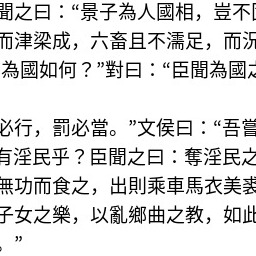 聞之曰：“景子為人國相，豈不
而津梁成，六畜且不濡足，而況
為國如何？”對曰：“臣聞為國之
必行，罰必當。”文侯曰：“吾嘗
有淫民乎？臣聞之曰：奪淫民之
無功而食之，出則乘車馬衣美裘
子女之樂，以亂鄉曲之教，如此
。”